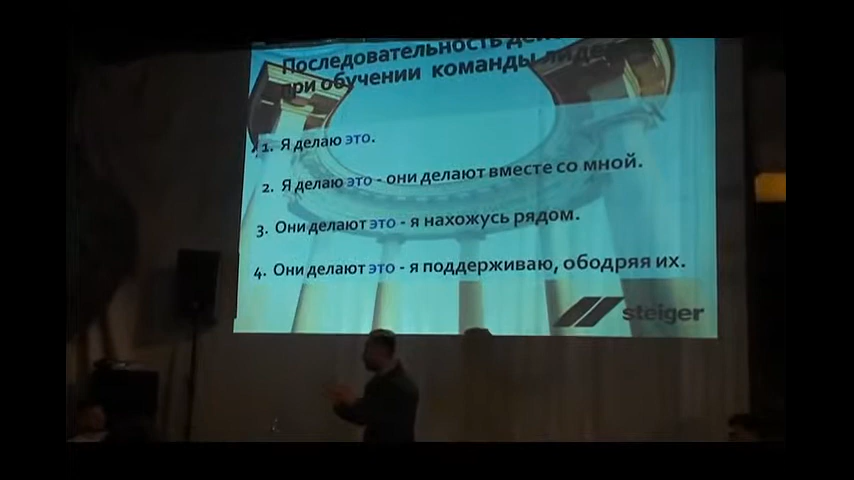 Последовательность
при обучении команды
1. Я делаю это.
2. Я делаю это - они делают вместе со мной.
3. Они делают это - я нахожусь рядом.
4. Они делают это - я поддерживаю, ободряя их.
steiger